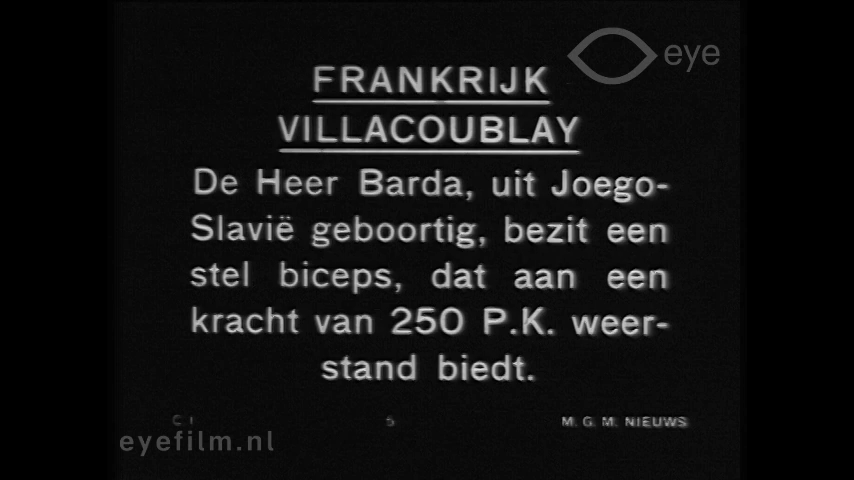 eye
FRANKRIJK
VILLACOUBLAY
De Heer Barda, uit Joego-
Slavië geboortig, bezit een
stel biceps, dat aan een
kracht van 250 P.K. weer-
stand biedt.
C 1 5 M. G. M. NIEUWS
eyefilm.nl